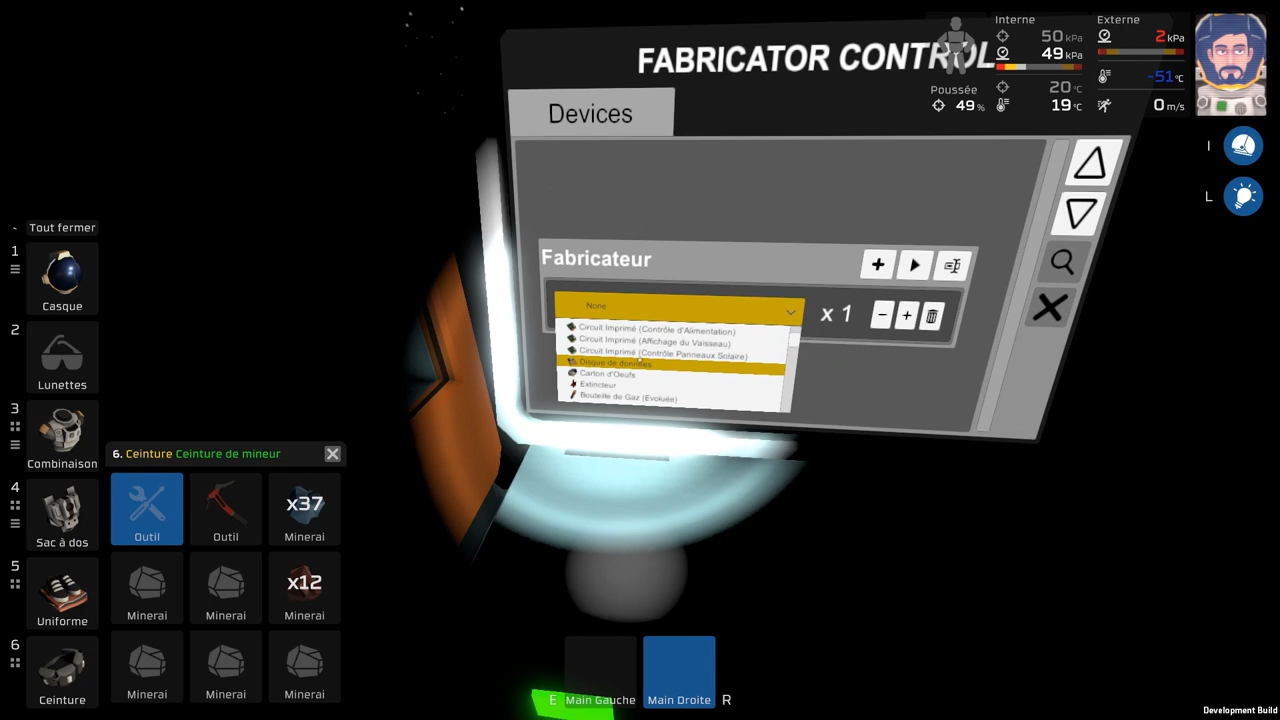 FABRICATOR CONTROL
Interne
Externe
50 kPa
49 kPa
2 kPa
Poussée
49 %
20 °C
19 °C
-51 °C
0 m/s
Devices
I
L
Fabricateur
None
x 1
Circuit Imprimé (Contrôle d'Alimentation)
Circuit Imprimé (Affichage du Vaisseau)
Circuit Imprimé (Contrôle Panneaux Solaire)
Disque de données
Carton d'Oeufs
Extincteur
Bouteille de Gaz (Evoluée)
Tout fermer
1
Casque
2
Lunettes
3
Combinaison
4
Sac à dos
5
Uniforme
6
Ceinture
6. Ceinture Ceinture de mineur
Outil
Outil
x37
Minerai
Minerai
Minerai
x12
Minerai
Minerai
Minerai
Minerai
E
Main Gauche
Main Droite
R
Development Build